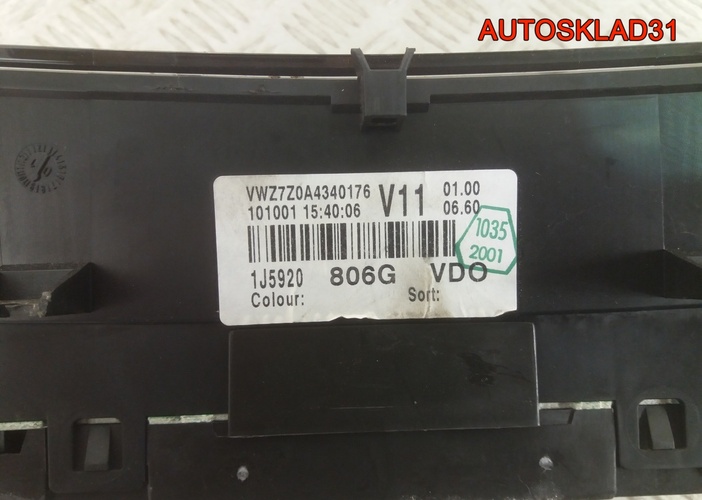 AUTOSKLAD31
VWZ7Z0A4340176 V11 01.00
101001 15:40:06 06.60
1035
2001
1J5920 806G VDO
Colour: Sort: